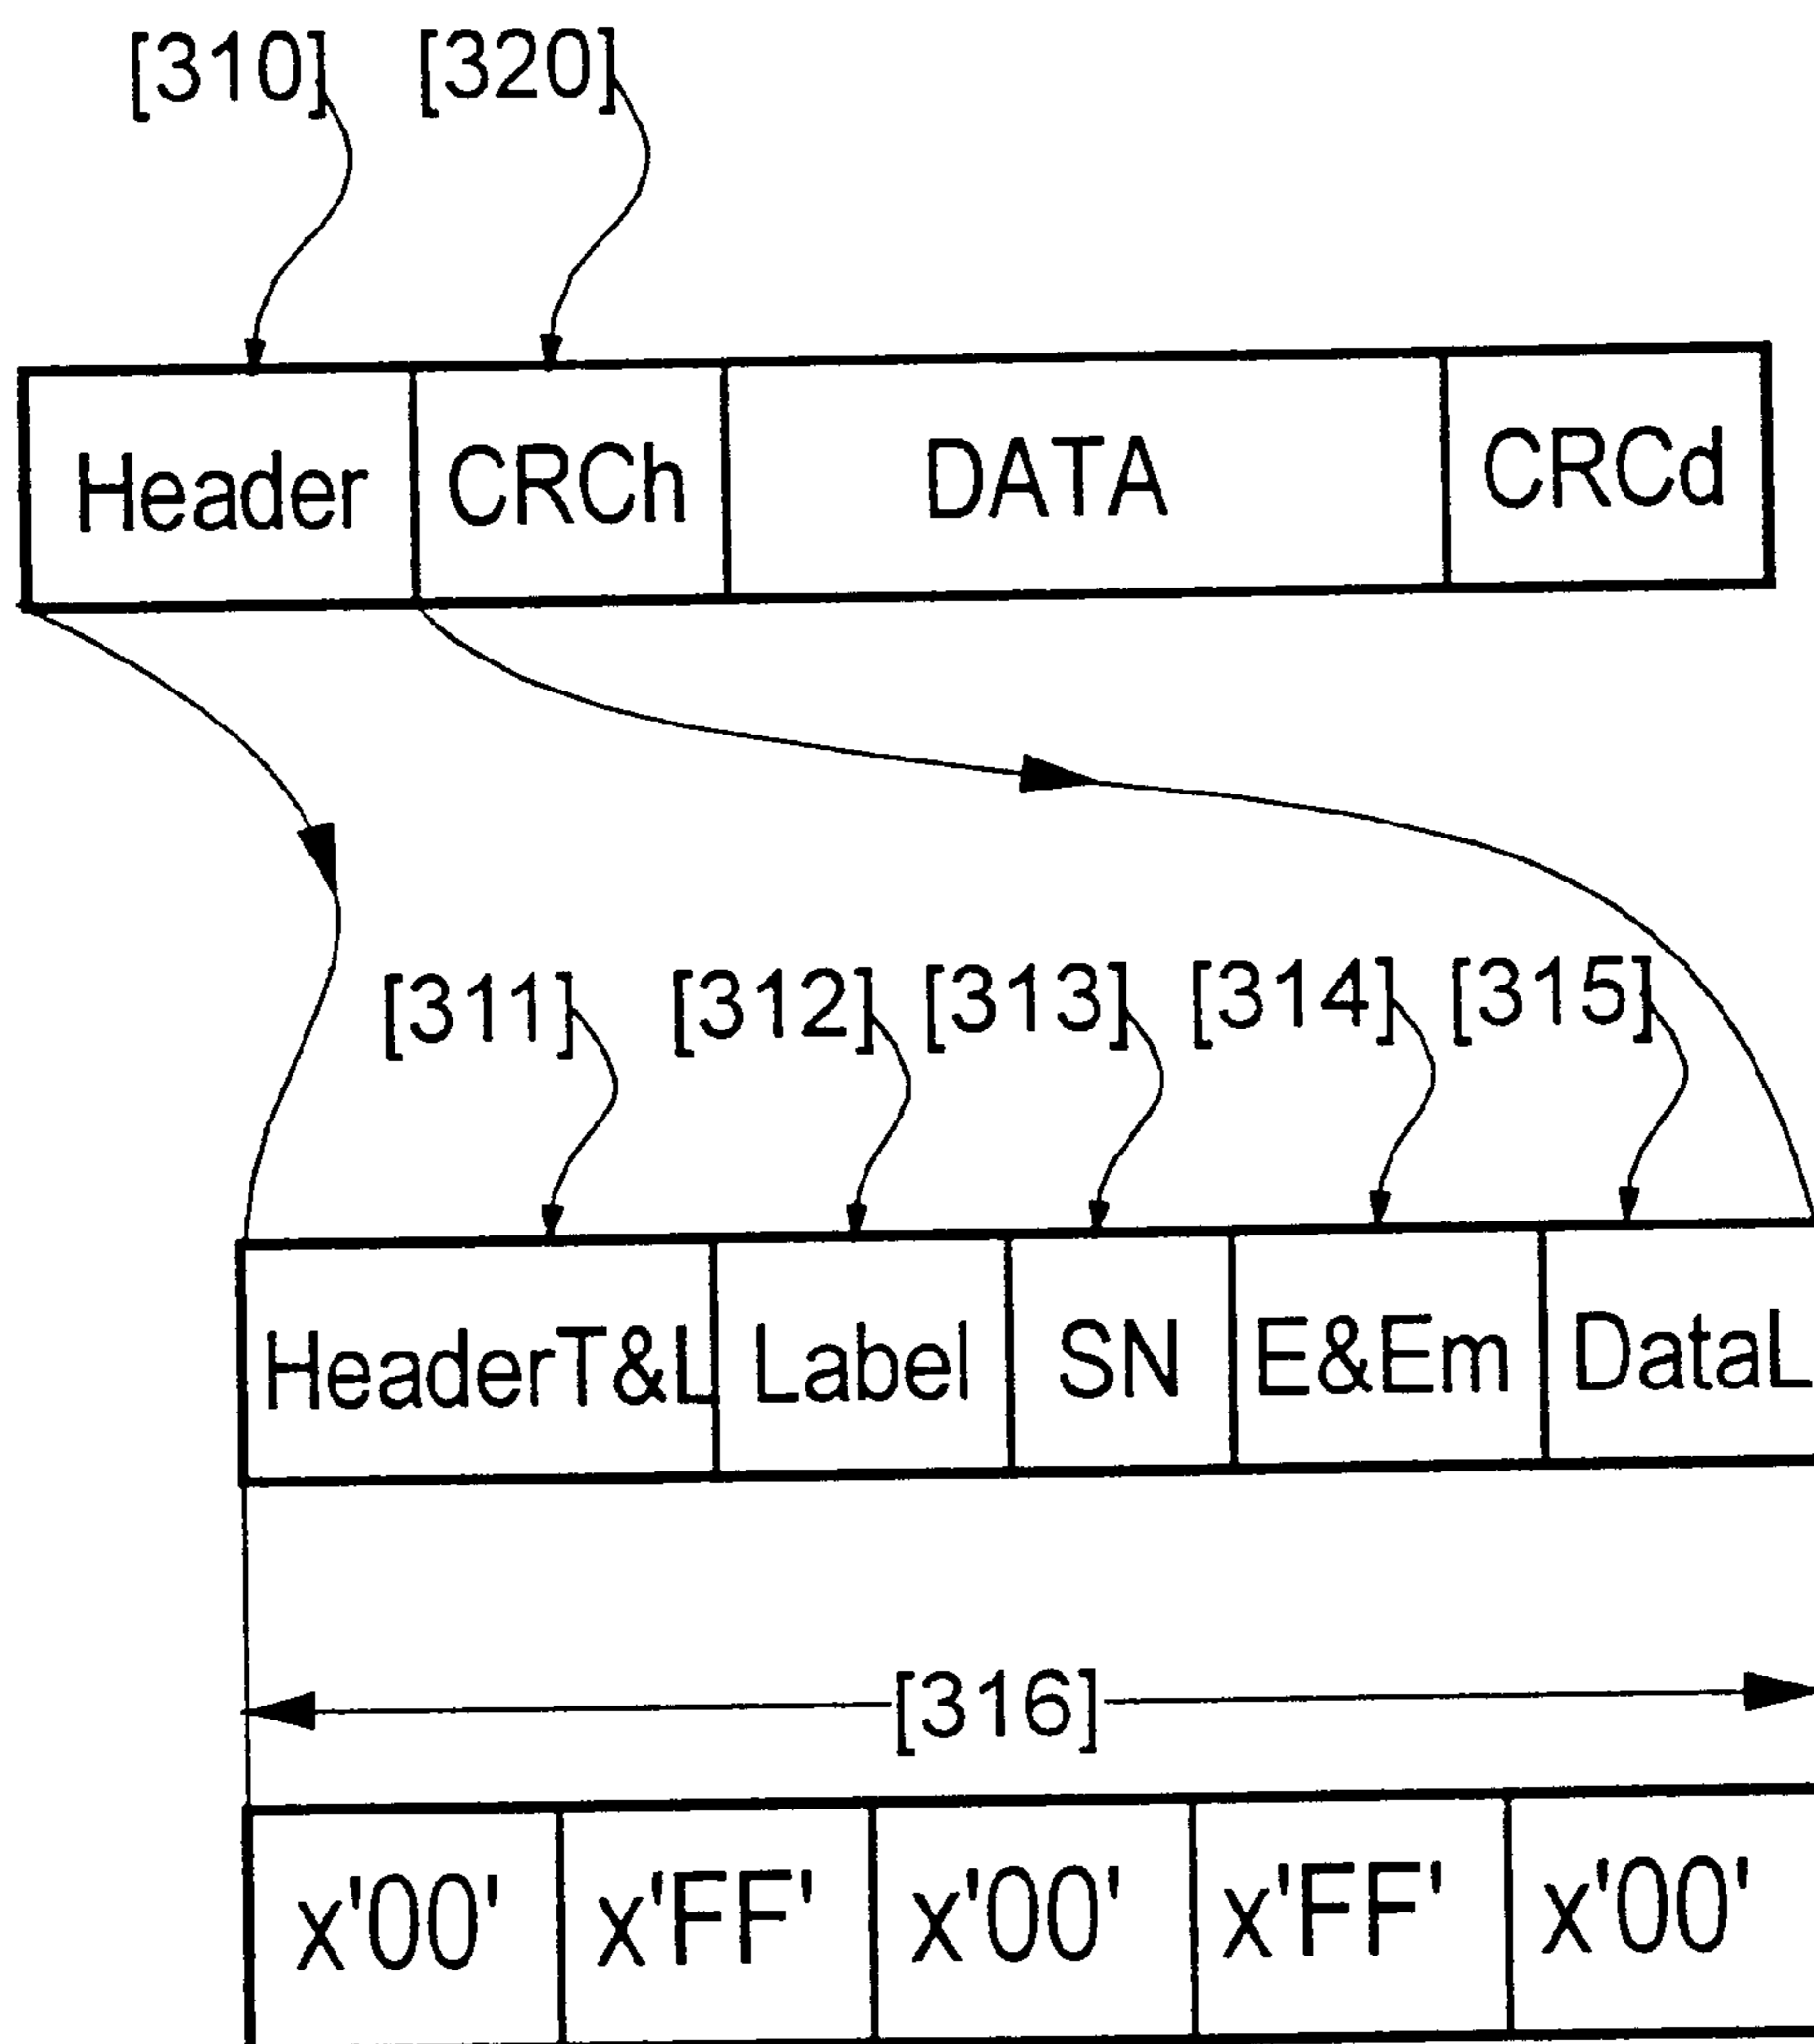 [310] [320]
Header CRCh DATA CRCd
[311] [312] [313] [314] [315]
HeaderT&L Label SN E&Em DataL
[316]
x'00' x'FF' x'00' x'FF' x'00'